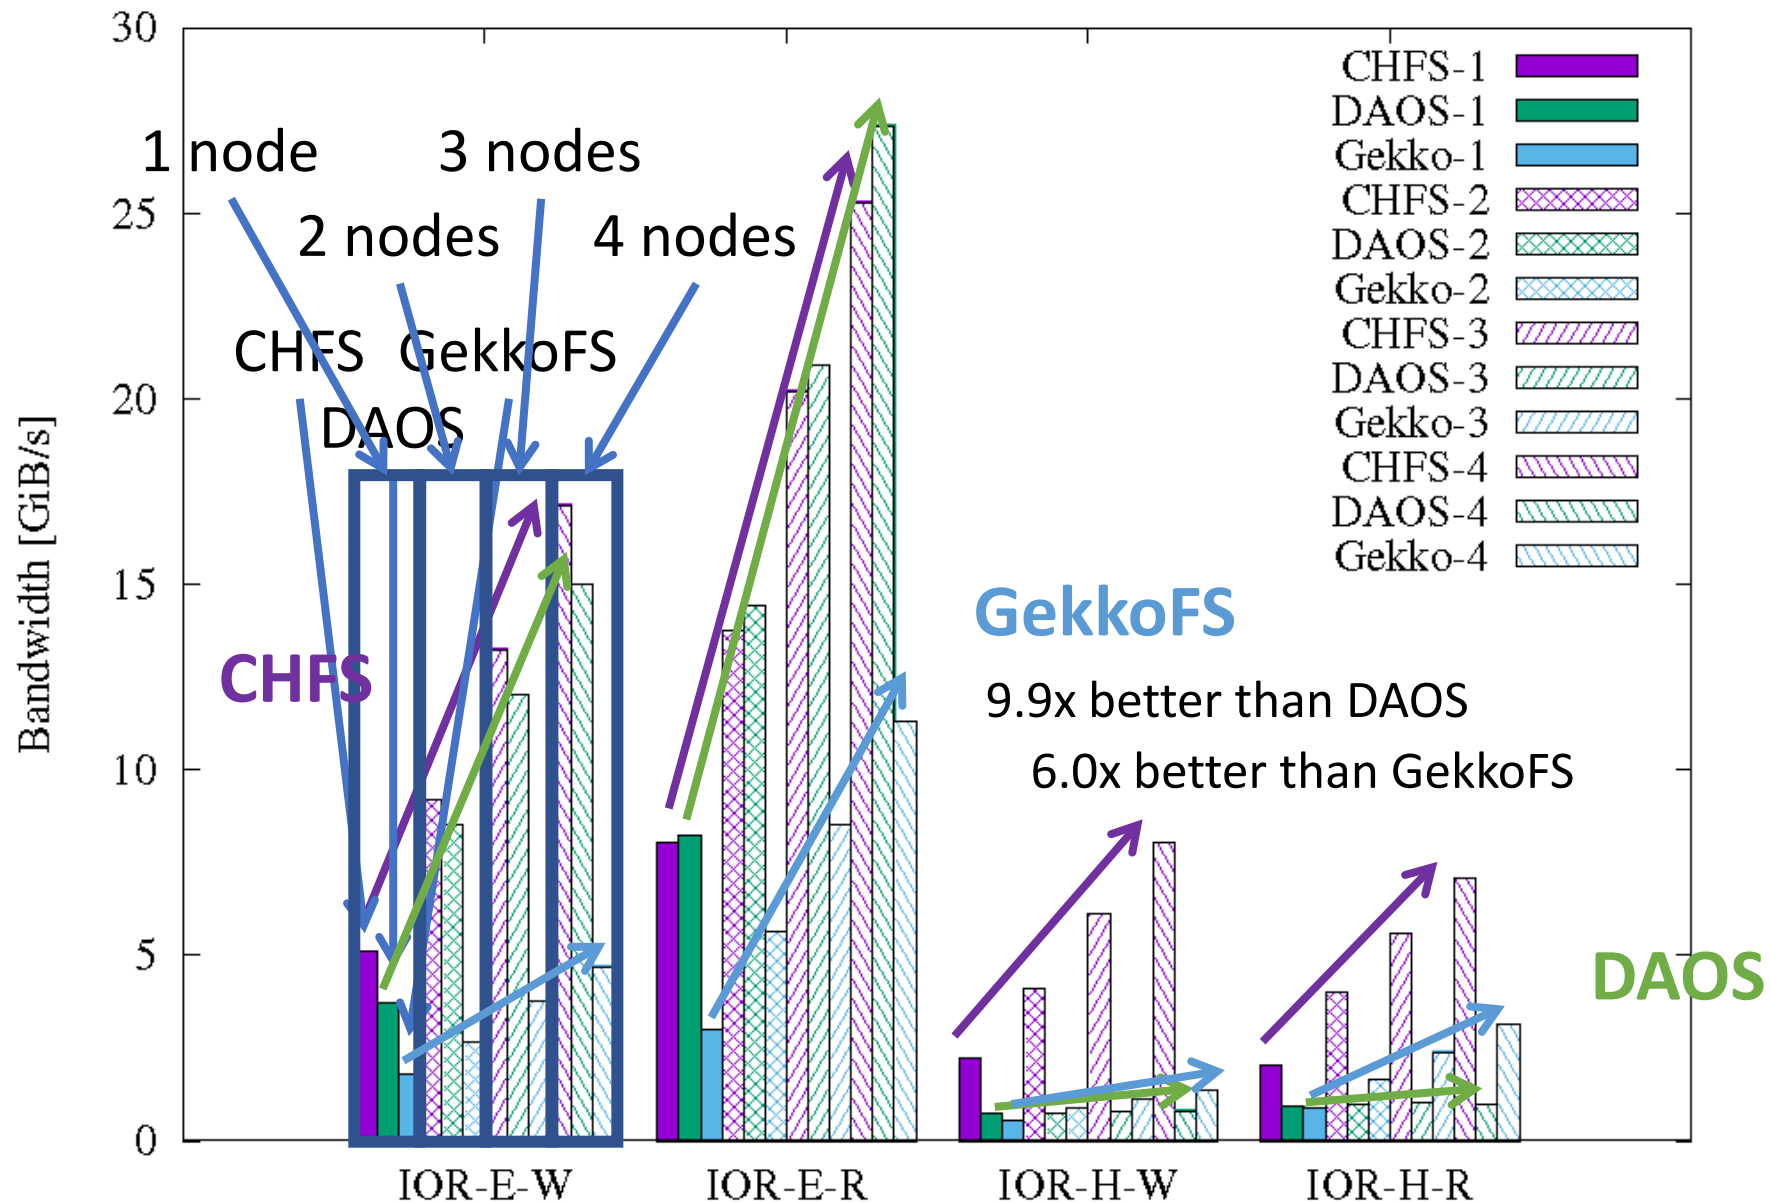 30
25
20
15
10
5
0
Bandwidth [GiB/s]
1 node
3 nodes
2 nodes
4 nodes
CHFS GekkoFS
DAOS
CHFS
GekkoFS
9.9x better than DAOS
6.0x better than GekkoFS
DAOS
CHFS-1
DAOS-1
Gekko-1
CHFS-2
DAOS-2
Gekko-2
CHFS-3
DAOS-3
Gekko-3
CHFS-4
DAOS-4
Gekko-4
IOR-E-W
IOR-E-R
IOR-H-W
IOR-H-R